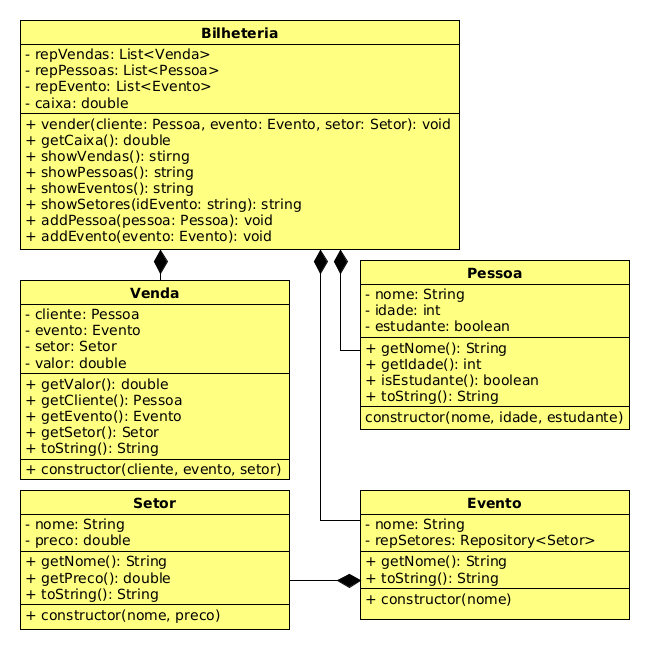 Bilheteria
- repVendas: List<Venda>
- repPessoas: List<Pessoa>
- repEvento: List<Evento>
- caixa: double
+ vender(cliente: Pessoa, evento: Evento, setor: Setor): void
+ getCaixa(): double
+ showVendas(): stirng
+ showPessoas(): string
+ showEventos(): string
+ showSetores(idEvento: string): string
+ addPessoa(pessoa: Pessoa): void
+ addEvento(evento: Evento): void
Venda
- cliente: Pessoa
- evento: Evento
- setor: Setor
- valor: double
+ getValor(): double
+ getCliente(): Pessoa
+ getEvento(): Evento
+ getSetor(): Setor
+ toString(): String
+ constructor(cliente, evento, setor)
Pessoa
- nome: String
- idade: int
- estudante: boolean
+ getNome(): String
+ getIdade(): int
+ isEstudante(): boolean
+ toString(): String
constructor(nome, idade, estudante)
Setor
- nome: String
- preco: double
+ getNome(): String
+ getPreco(): double
+ toString(): String
+ constructor(nome, preco)
Evento
- nome: String
- repSetores: Repository<Setor>
+ getNome(): String
+ toString(): String
+ constructor(nome)